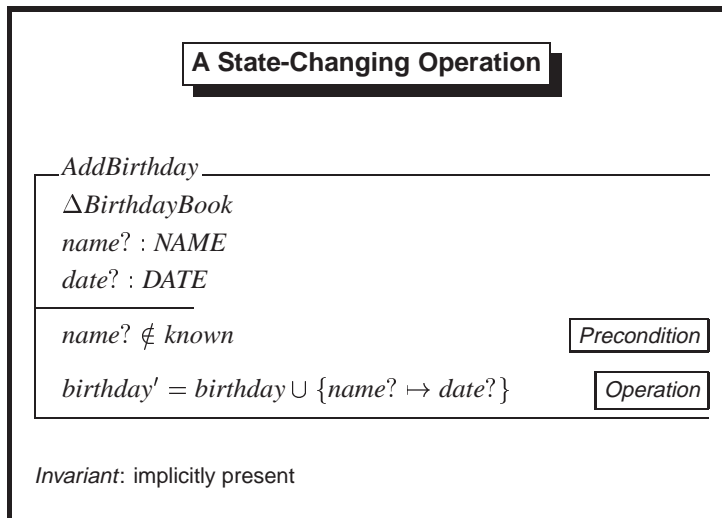 A State-Changing Operation
AddBirthday
ΔBirthdayBook
name? : NAME
date? : DATE
name? ∉ known
Precondition
birthday′ = birthday ∪ {name? ↦ date?}
Operation
Invariant: implicitly present